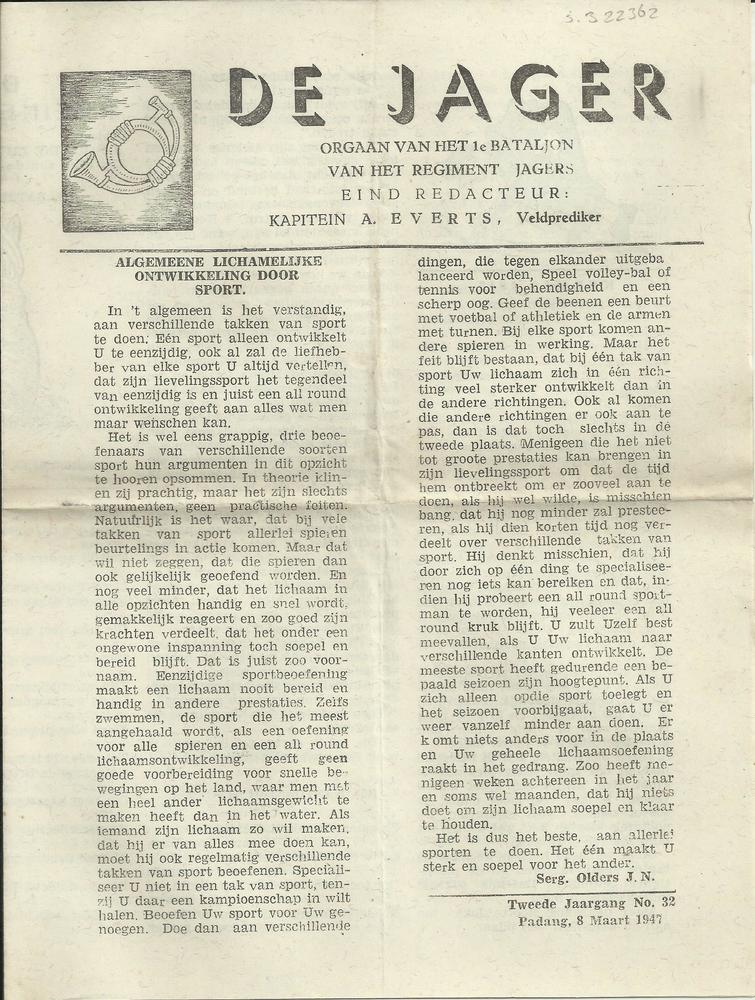 S.3 22362
DE JAGER
ORGAAN VAN HET 1e BATALJON
VAN HET REGIMENT JAGERS
EIND REDACTEUR:
KAPITEIN A. EVERTS, Veldprediker
ALGEMEENE LICHAMELIJKE
ONTWIKKELING DOOR
SPORT.
In 't algemeen is het verstandig,
aan verschillende takken van sport
te doen. Eén sport alleen ontwikkelt
U te eenzijdig, ook al zal de liefheb-
ber van elke sport U altijd vertellen,
dat zijn lievelingssport het tegendeel
van eenzijdig is en juist een all round
ontwikkeling geeft aan alles wat men
maar wenschen kan.
Het is wel eens grappig, drie beoe-
fenaars van verschillende soorten
sport hun argumenten in dit opzicht
te hooren opsommen. In theorie klin-
en zij prachtig, maar het zijn slechts
argumenten, geen practische feiten.
Natuurlijk is het waar, dat bij vele
takken van sport allerlei spieren
beurtelings in actie komen. Maar dat
wil niet zeggen, dat die spieren dan
ook gelijkelijk geoefend worden. En
nog veel minder, dat het lichaam in
alle opzichten handig en snel wordt,
gemakkelijk reageert en zoo goed zijn
krachten verdeelt, dat het onder een
ongewone inspanning toch soepel en
bereid blijft. Dat is juist zoo voor-
naam. Eenzijdige sportbeoefening
maakt een lichaam nooit bereid en
handig in andere prestaties. Zelfs
zwemmen, de sport die het meest
aangehaald wordt, als een oefening
voor alle spieren en een all round
lichaamsontwikkeling, geeft geen
goede voorbereiding voor snelle be-
wegingen op het land, waar men met
een heel ander lichaamsgewicht te
maken heeft dan in het water. Als
iemand zijn lichaam zo wil maken,
dat hij er van alles mee doen kan,
moet hij ook regelmatig verschillende
takken van sport beoefenen. Speciali-
seer U niet in een tak van sport, ten-
zij U daar een kampioenschap in wilt
halen. Beoefen Uw sport voor Uw ge-
noegen. Doe dan aan verschillende
dingen, die tegen elkander uitgeba
lanceerd worden, Speel volley-bal of
tennis voor behendigheid en een
scherp oog. Geef de beenen een beurt
met voetbal of athletiek en de armen
met turnen. Bij elke sport komen an-
dere spieren in werking. Maar het
feit blijft bestaan, dat bij één tak van
sport Uw lichaam zich in één rich-
ting veel sterker ontwikkelt dan in
de andere richtingen. Ook al komen
die andere richtingen er ook aan te
pas, dan is dat toch slechts in de
tweede plaats. Menigeen die het niet
tot groote prestaties kan brengen in
zijn lievelingssport om dat de tijd
hem ontbreekt om er zooveel aan te
doen, als hij wel wilde, is misschien
bang, dat hij nog minder zal prestee-
ren, als hij dien korten tijd nog ver-
deelt over verschillende takken van
sport. Hij denkt misschien, dat hij
door zich op één ding te specialisee-
ren nog iets kan bereiken en dat, in-
dien hij probeert een all round sport-
man te worden, hij veeleer een all
round kruk blijft. U zult Uzelf best
meevallen, als U Uw lichaam naar
verschillende kanten ontwikkelt. De
meeste sport heeft gedurende een be-
paald seizoen zijn hoogtepunt. Als U
zich alleen opdie sport toelegt en
het seizoen voorbijgaat, gaat U er
weer vanzelf minder aan doen. Er
komt niets anders voor in de plaats
en Uw geheele lichaamsoefening
raakt in het gedrang. Zoo heeft me-
nigeen weken achtereen in het jaar
en soms wel maanden, dat hij niets
doet om zijn lichaam soepel en klaar
te houden.
Het is dus het beste, aan allerlei
sporten te doen. Het één maakt U
sterk en soepel voor het ander.
Serg. Olders J. N.
Tweede Jaargang No. 32
Padang, 8 Maart 1947